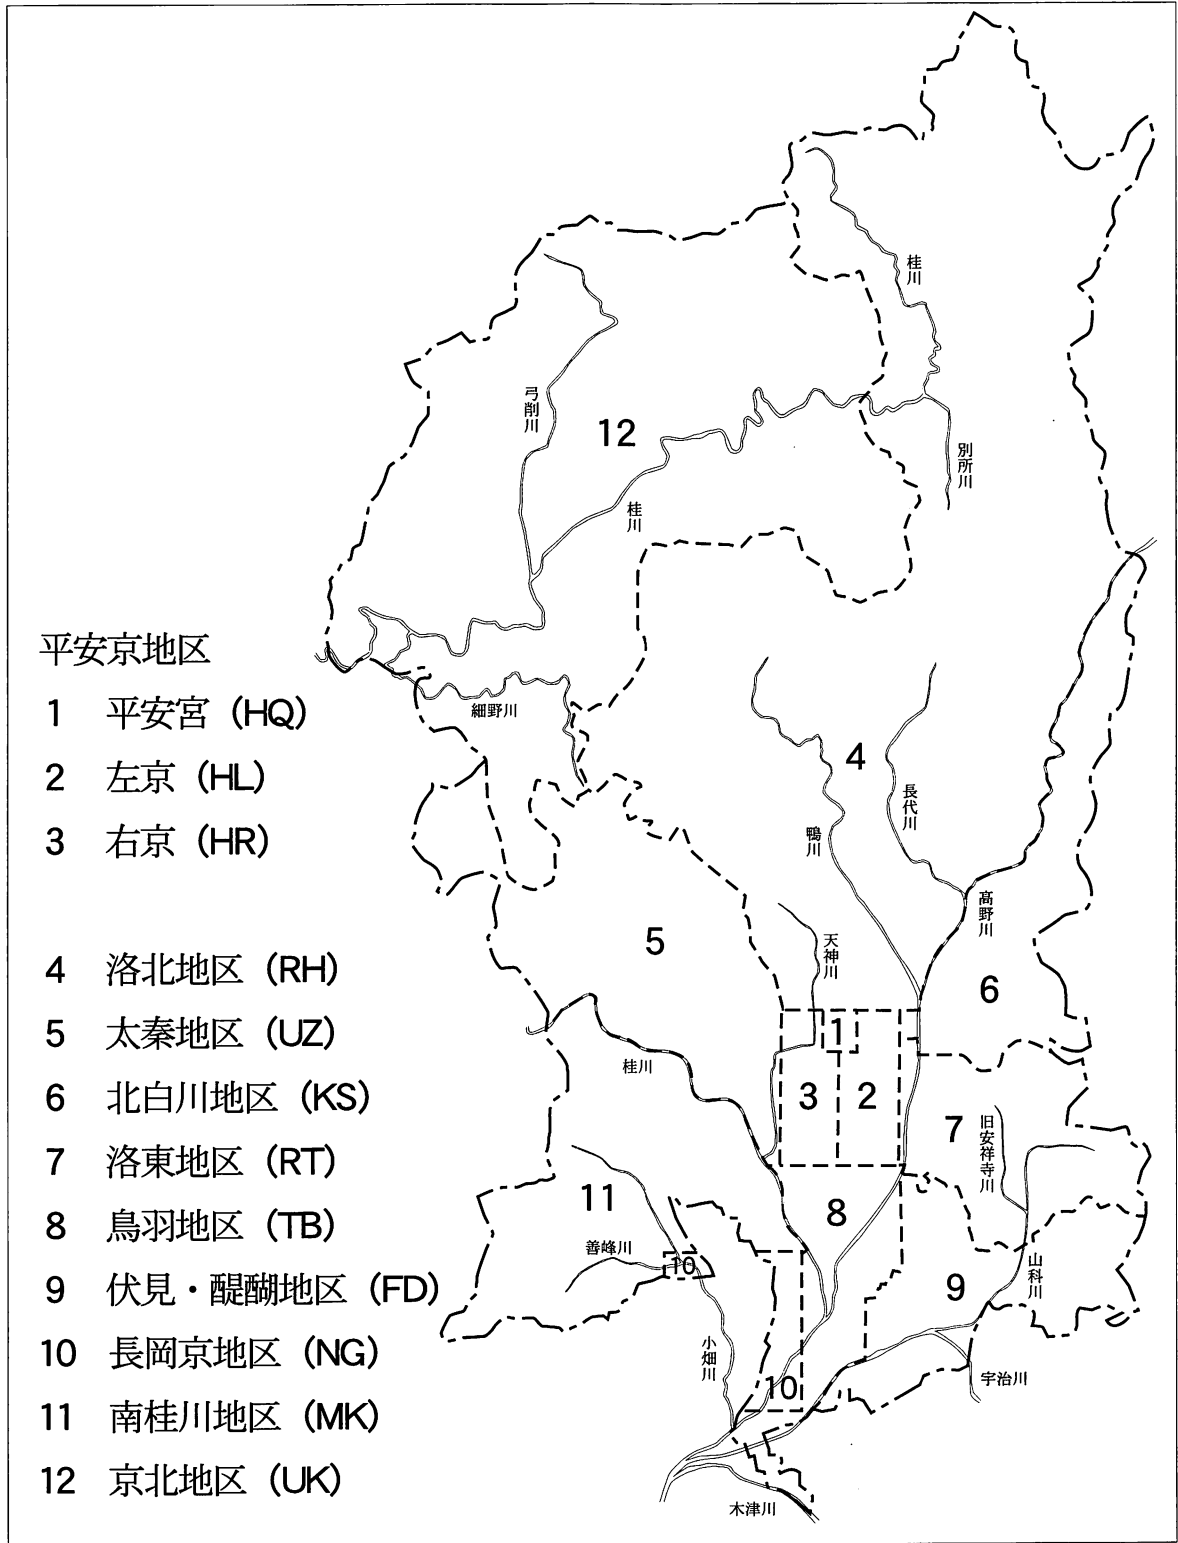 平安京地区
1 平安宮（HQ）
2 左京（HL）
3 右京（HR）
4 洛北地区（RH）
5 太秦地区（UZ）
6 北白川地区（KS）
7 洛東地区（RT）
8 鳥羽地区（TB）
9 伏見・醍醐地区（FD）
10 長岡京地区（NG）
11 南桂川地区（MK）
12 京北地区（UK）
桂川
弓削川
12
別所川
桂川
細野川
4
長代川
鴨川
高野川
5
天神川
6
1
桂川
3
2
7
旧安祥寺川
11
8
善峰川
10
山科川
9
小畑川
10
宇治川
木津川